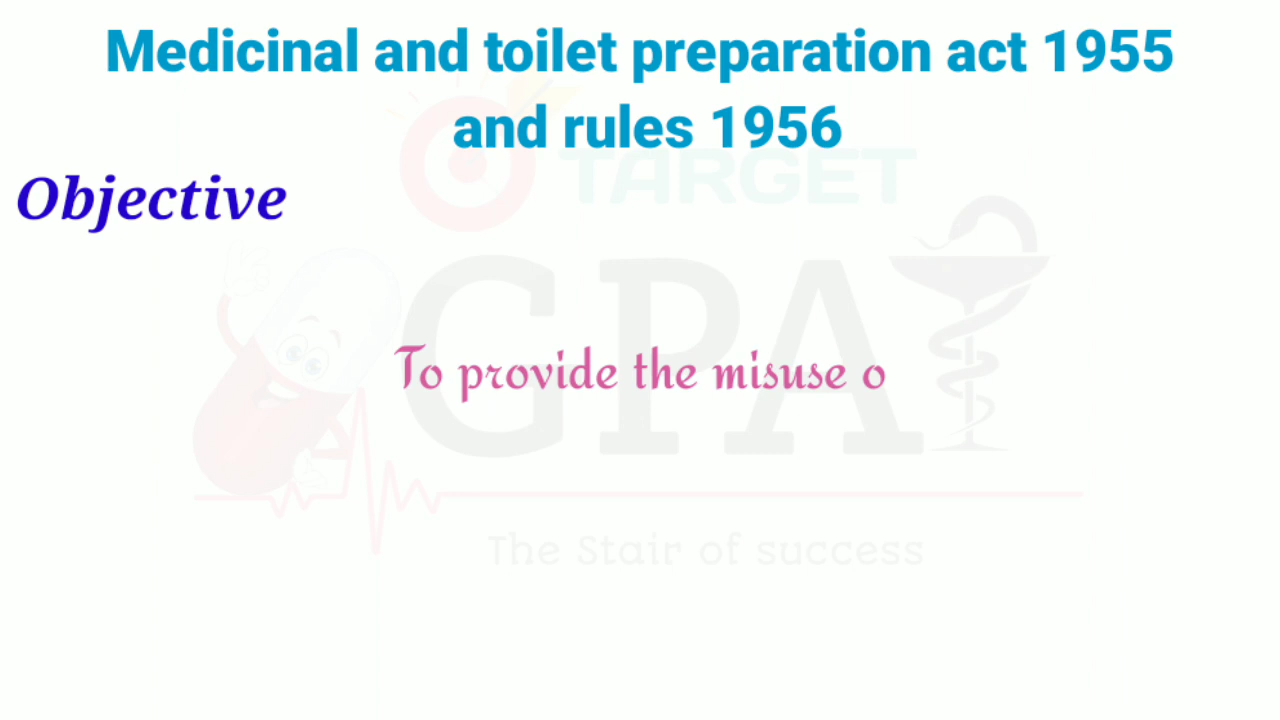 Medicinal and toilet preparation act 1955
and rules 1956
TARGET
Objective
GPA
To provide the misuse o
The Stair of success